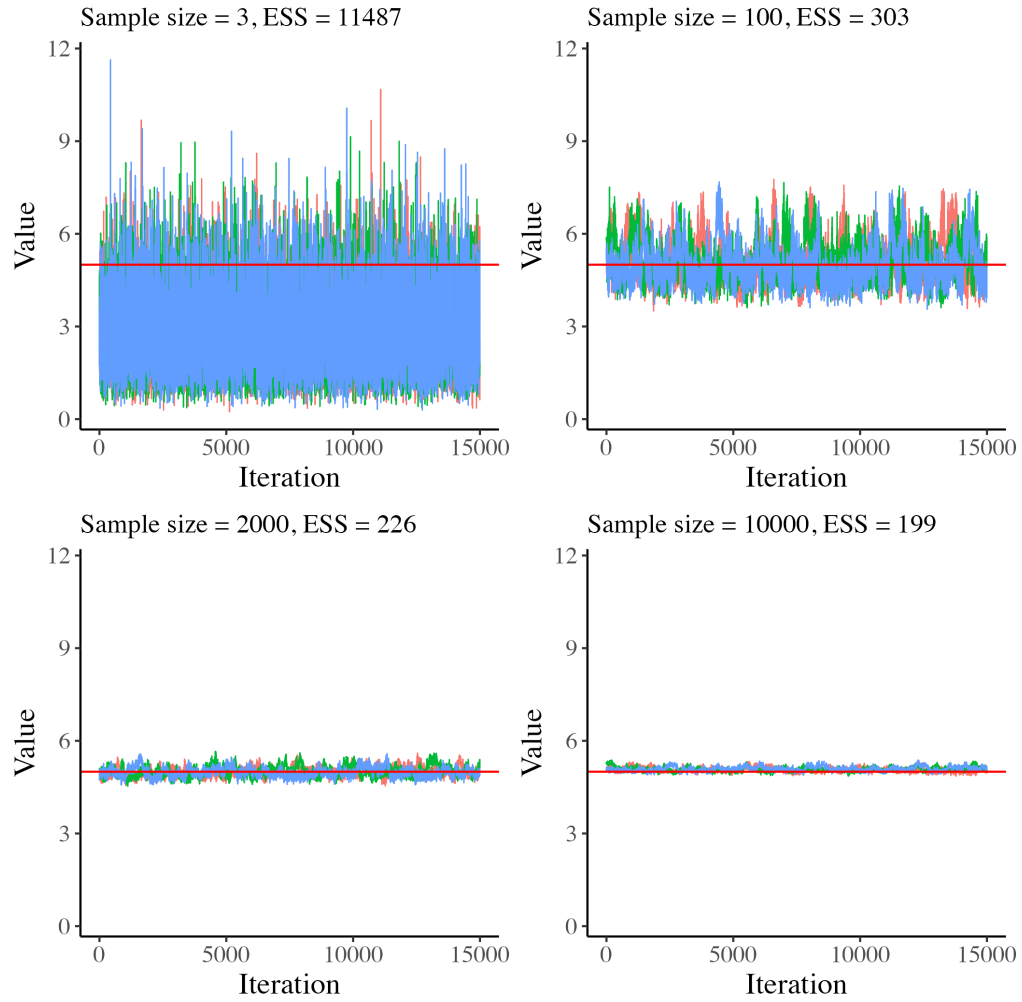 Sample size = 3, ESS = 11487
12
9
6
3
0
Value
0 5000 10000 15000
Iteration
Sample size = 100, ESS = 303
12
9
6
3
0
Value
0 5000 10000 15000
Iteration
Sample size = 2000, ESS = 226
12
9
6
3
0
Value
0 5000 10000 15000
Iteration
Sample size = 10000, ESS = 199
12
9
6
3
0
Value
0 5000 10000 15000
Iteration